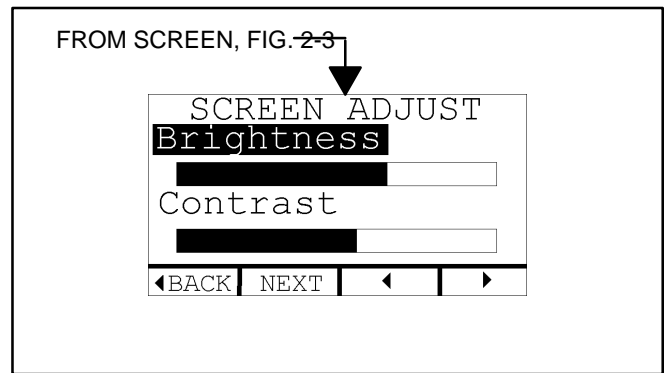 FROM SCREEN, FIG. 2-3
SCREEN ADJUST
Brightness
Contrast
◀BACK NEXT ◀ ▶